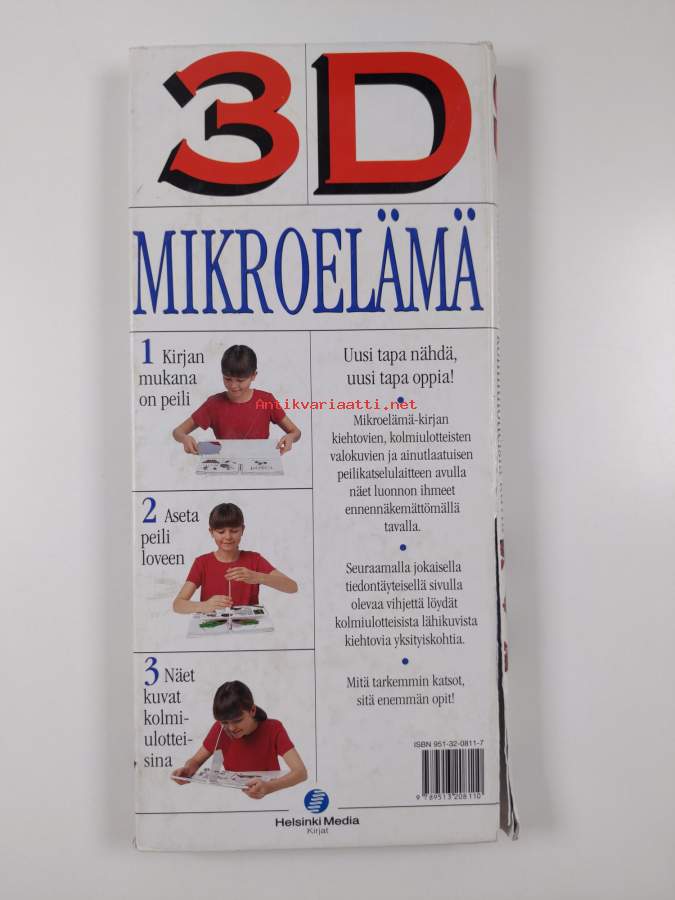 3D
MIKROELÄMÄ
1 Kirjan
mukana
on peili
2 Aseta
peili
loveen
3 Näet
kuvat
kolmi-
ulottei-
sina
Uusi tapa nähdä,
uusi tapa oppia!
•
Mikroelämä-kirjan
kiehtovien, kolmiulotteisten
valokuvien ja ainutlaatuisen
peilikatselulaitteen avulla
näet luonnon ihmeet
ennennäkemättömällä
tavalla.
•
Seuraamalla jokaisella
tiedontäyteisellä sivulla
olevaa vihjettä löydät
kolmiulotteisista lähikuvista
kiehtovia yksityiskohtia.
•
Mitä tarkemmin katsot,
sitä enemmän opit!
ISBN 951-32-0811-7
9 789513 208110
Helsinki Media
Kirjat
Antikvariaatti.net